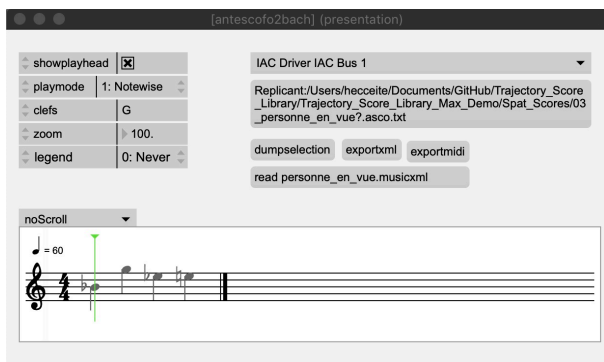 [antescofo2bach] (presentation)
showplayhead
playmode 1: Notewise
clefs G
zoom 100.
legend 0: Never
IAC Driver IAC Bus 1
Replicant:/Users/hecceite/Documents/GitHub/Trajectory_Score
_Library/Trajectory_Score_Library_Max_Demo/Spat_Scores/03
_personne_en_vue?.asco.txt
dumpselection exportxml exportmidi
read personne_en_vue.musicxml
noScroll
= 60
4
4